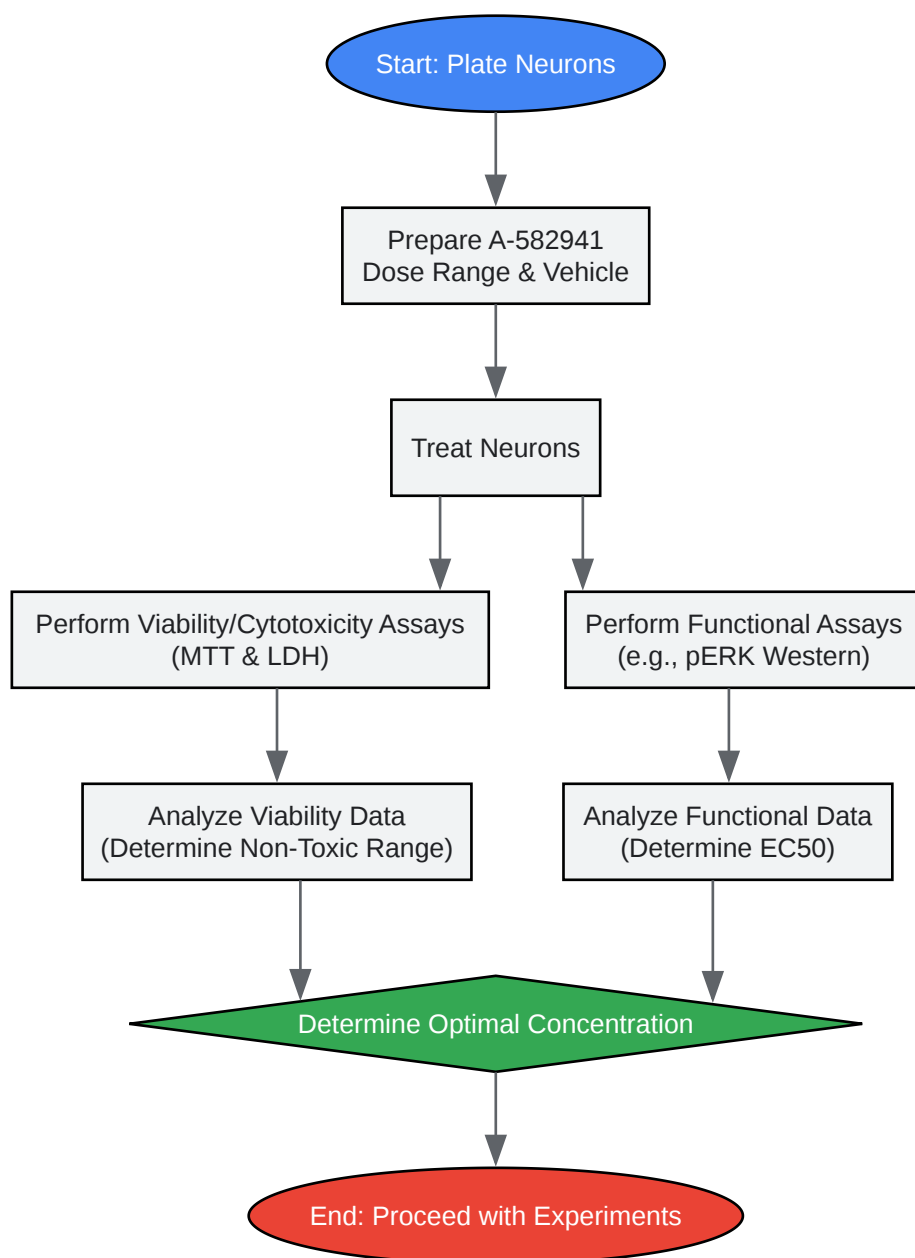 Start: Plate Neurons
Prepare A-582941
Dose Range & Vehicle
Treat Neurons
Perform Viability/Cytotoxicity Assays
(MTT & LDH)
Perform Functional Assays
(e.g., pERK Western)
Analyze Viability Data
(Determine Non-Toxic Range)
Analyze Functional Data
(Determine EC50)
Determine Optimal Concentration
End: Proceed with Experiments